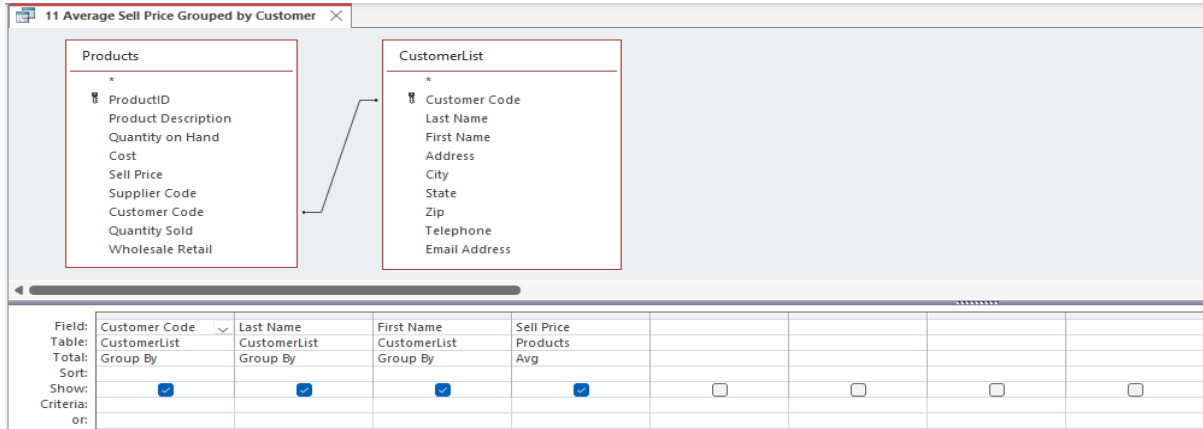 11 Average Sell Price Grouped by Customer
Products
*
ProductID
Product Description
Quantity on Hand
Cost
Sell Price
Supplier Code
Customer Code
Quantity Sold
Wholesale Retail
CustomerList
*
Customer Code
Last Name
First Name
Address
City
State
Zip
Telephone
Email Address
Field: Customer Code Last Name First Name Sell Price
Table: CustomerList CustomerList CustomerList Products
Total: Group By Group By Group By Avg
Sort:
Show:
Criteria:
or: